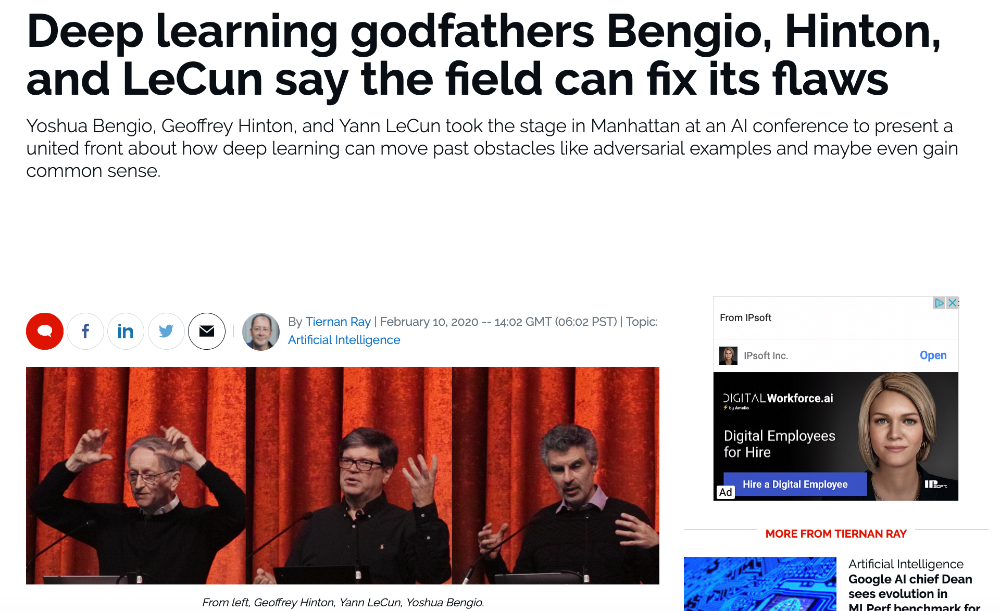 Deep learning godfathers Bengio, Hinton,
and LeCun say the field can fix its flaws
Yoshua Bengio, Geoffrey Hinton, and Yann LeCun took the stage in Manhattan at an AI conference to present a
united front about how deep learning can move past obstacles like adversarial examples and maybe even gain
common sense.
f
in
By Tiernan Ray | February 10, 2020 -- 14:02 GMT (06:02 PST) | Topic:
Artificial Intelligence
From left, Geoffrey Hinton, Yann LeCun, Yoshua Bengio.
From IPsoft
IPsoft Inc.
Open
DIGITALWorkforce.ai
by Amelia
Digital Employees
for Hire
Hire a Digital Employee
Ad
IPSOFT.
MORE FROM TIERNAN RAY
Artificial Intelligence
Google AI chief Dean
sees evolution in
MLPerf benchmark for